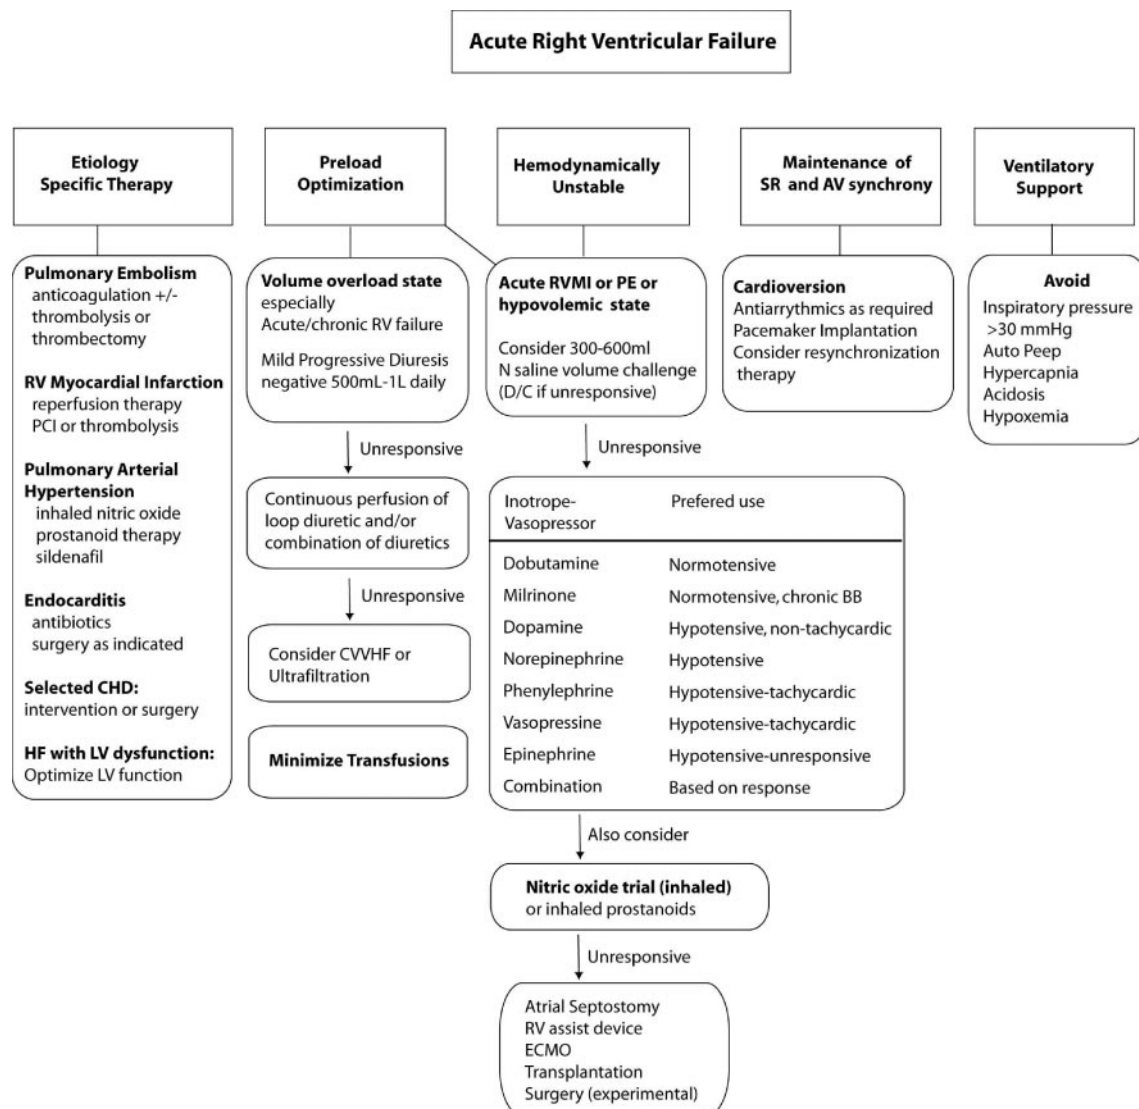 Acute Right Ventricular Failure
Etiology
Specific Therapy
Pulmonary Embolism
anticoagulation +/-
thrombolysis or
thrombectomy
RV Myocardial Infarction
reperfusion therapy
PCI or thrombolysis
Pulmonary Arterial
Hypertension
inhaled nitric oxide
prostanoid therapy
sildenafil
Endocarditis
antibiotics
surgery as indicated
Selected CHD:
intervention or surgery
HF with LV dysfunction:
Optimize LV function
Preload
Optimization
Volume overload state
especially
Acute/chronic RV failure
Mild Progressive Diuresis
negative 500mL-1L daily
Unresponsive
Continuous perfusion of
loop diuretic and/or
combination of diuretics
Unresponsive
Consider CVVHF or
Ultrafiltration
Minimize Transfusions
Hemodynamically
Unstable
Acute RVMI or PE or
hypovolemic state
Consider 300-600ml
N saline volume challenge
(D/C if unresponsive)
Unresponsive
Inotrope-
Vasopressor
Prefered use
Dobutamine Normotensive
Milrinone Normotensive, chronic BB
Dopamine Hypotensive, non-tachycardic
Norepinephrine Hypotensive
Phenylephrine Hypotensive-tachycardic
Vasopressine Hypotensive-tachycardic
Epinephrine Hypotensive-unresponsive
Combination Based on response
Also consider
Nitric oxide trial (inhaled)
or inhaled prostanoids
Unresponsive
Atrial Septostomy
RV assist device
ECMO
Transplantation
Surgery (experimental)
Maintenance of
SR and AV synchrony
Cardioversion
Antiarrythmics as required
Pacemaker Implantation
Consider resynchronization
therapy
Ventilatory
Support
Avoid
Inspiratory pressure
>30 mmHg
Auto Peep
Hypercapnia
Acidosis
Hypoxemia